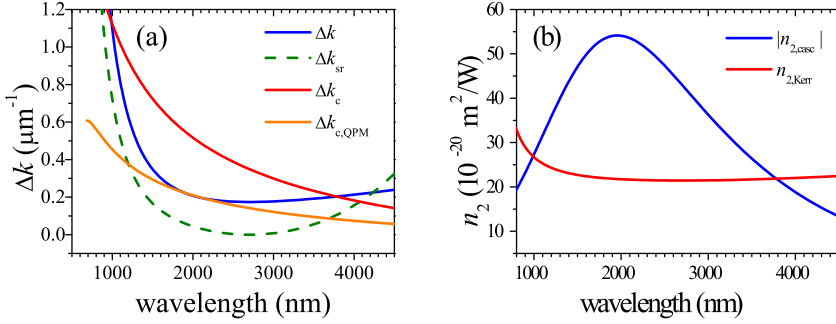 (a)
Δk
Δk_sr
Δk_c
Δk_c,QPM
1.2
1.0
0.8
0.6
0.4
0.2
0.0
Δk (μm⁻¹)
1000 2000 3000 4000
wavelength (nm)
(b)
|n_2,casc|
n_2,Kerr
60
50
40
30
20
10
n_2 (10⁻²⁰ m²/W)
1000 2000 3000 4000
wavelength (nm)